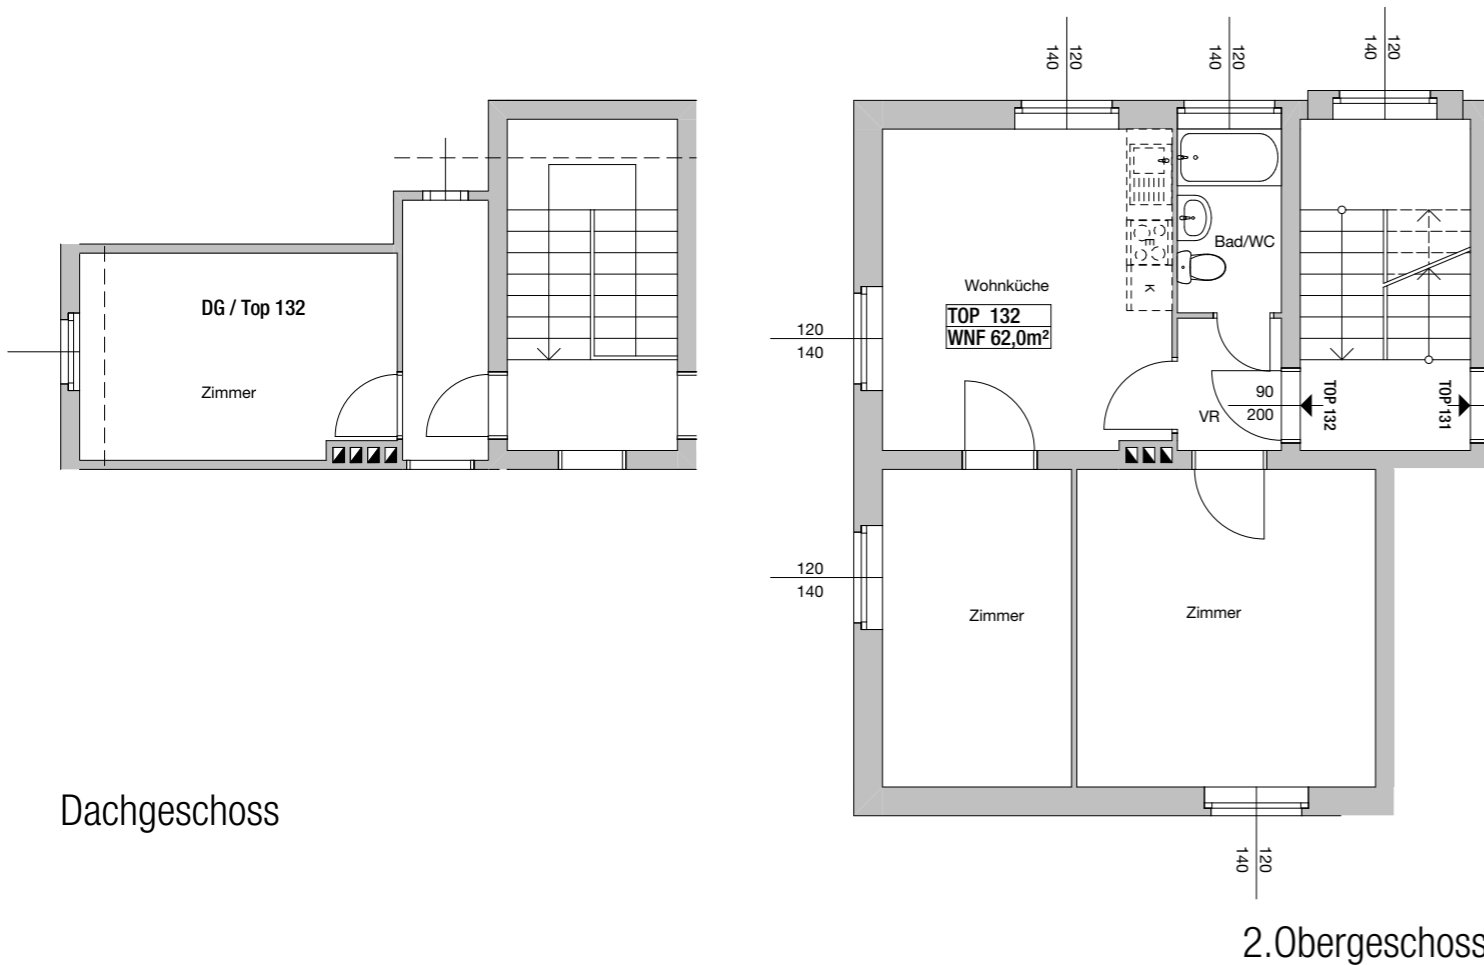 DG / Top 132
Zimmer
Dachgeschoss
120
140
120
140
120
140
Wohnküche
TOP 132
WNF 62,0m²
E
K
Bad/WC
120
140
VR
90
200
TOP 132
TOP 131
120
140
Zimmer
Zimmer
120
140
2.Obergeschoss